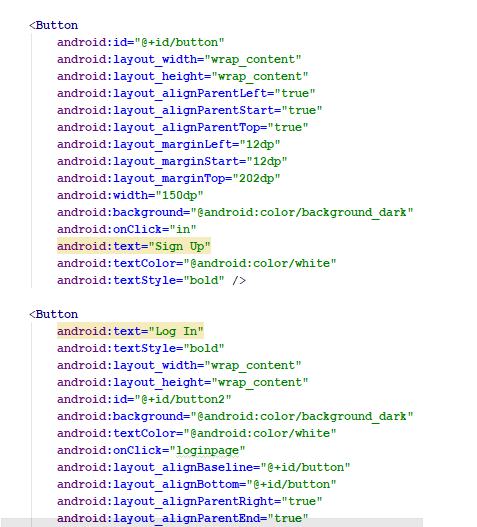 <Button
android:id="@+id/button"
android:layout_width="wrap_content"
android:layout_height="wrap_content"
android:layout_alignParentLeft="true"
android:layout_alignParentStart="true"
android:layout_alignParentTop="true"
android:layout_marginLeft="12dp"
android:layout_marginStart="12dp"
android:layout_marginTop="202dp"
android:width="150dp"
android:background="@android:color/background_dark"
android:onClick="in"
android:text="Sign Up"
android:textColor="@android:color/white"
android:textStyle="bold" />
<Button
android:text="Log In"
android:textStyle="bold"
android:layout_width="wrap_content"
android:layout_height="wrap_content"
android:id="@+id/button2"
android:background="@android:color/background_dark"
android:textColor="@android:color/white"
android:onClick="loginpage"
android:layout_alignBaseline="@+id/button"
android:layout_alignBottom="@+id/button"
android:layout_alignParentRight="true"
android:layout_alignParentEnd="true"